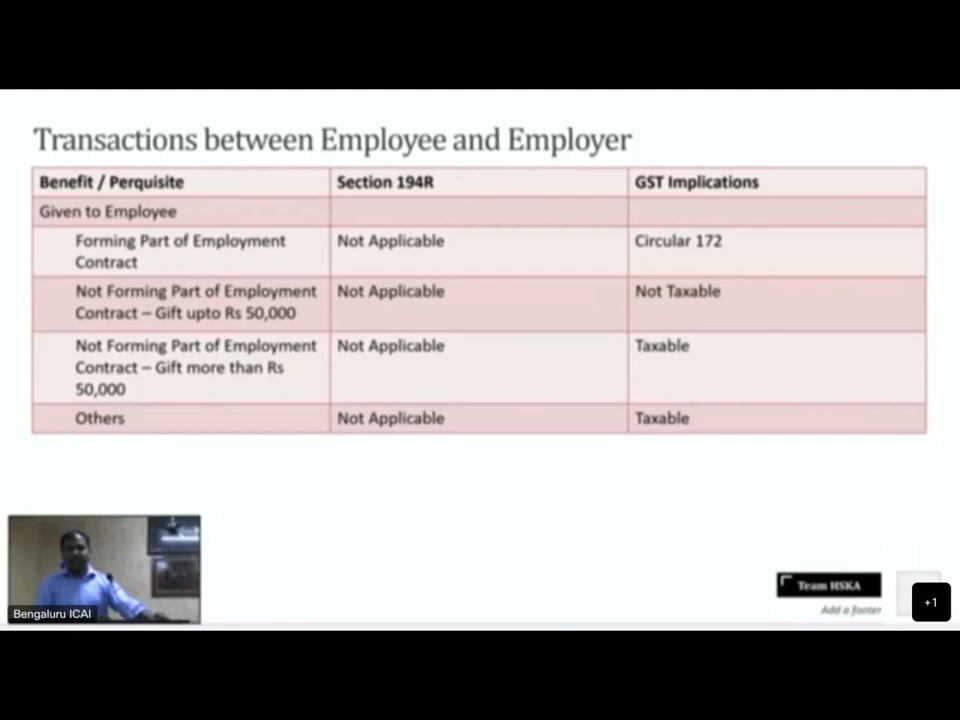 Transactions between Employee and Employer
Benefit / Perquisite Section 194R GST Implications
Given to Employee
Forming Part of Employment Not Applicable Circular 172
Contract
Not Forming Part of Employment Not Applicable Not Taxable
Contract – Gift upto Rs 50,000
Not Forming Part of Employment Not Applicable Taxable
Contract – Gift more than Rs
50,000
Others Not Applicable Taxable
Bengaluru ICAI
Team HSKA
Add a footer
+1